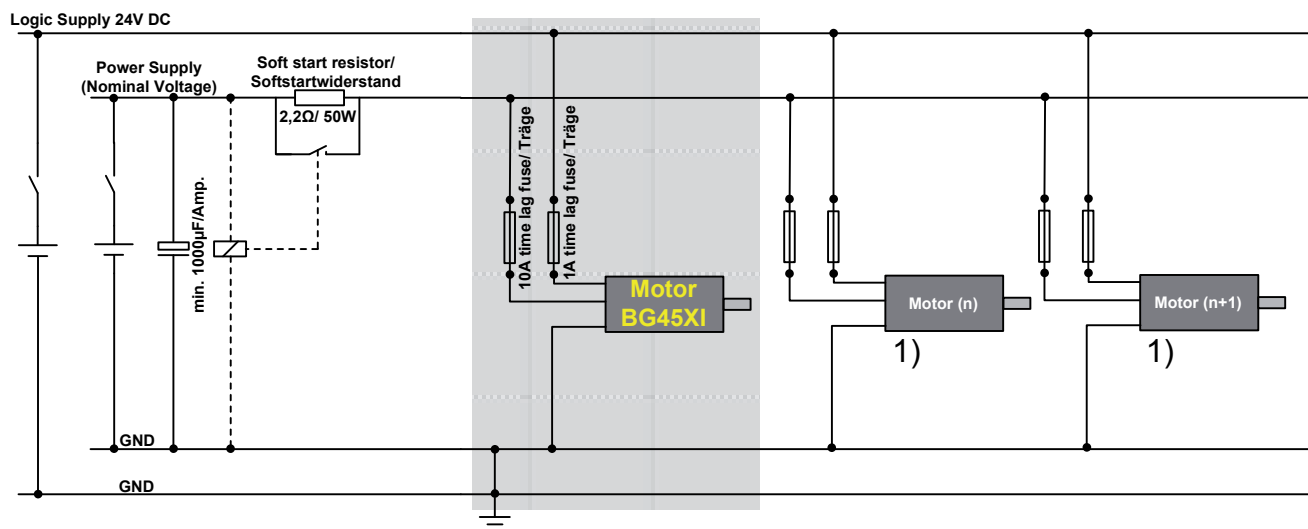 Logic Supply 24V DC
Power Supply
(Nominal Voltage)
Soft start resistor/
Softstartwiderstand
2,2Ω/ 50W
min. 1000µF/Amp.
10A time lag fuse/ Träge
1A time lag fuse/ Träge
Motor
BG45XI
Motor (n)
1)
Motor (n+1)
1)
GND
GND